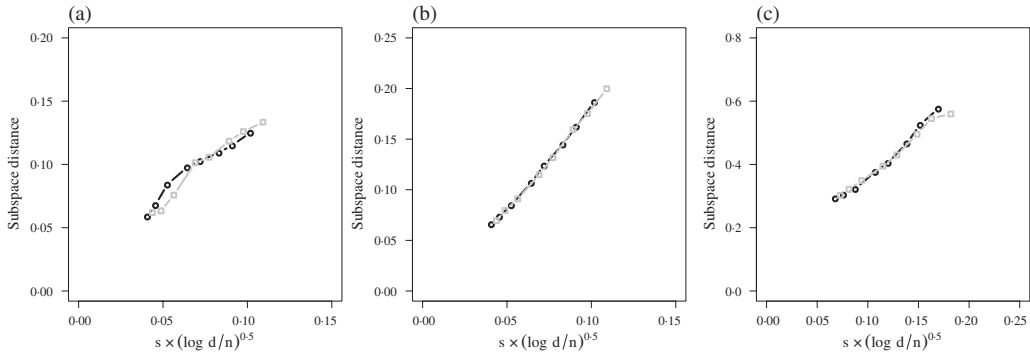 (a)
Subspace distance
0·20
0·15
0·10
0·05
0·00
0·00 0·05 0·10 0·15
s × (log d/n)^0·5
(b)
Subspace distance
0·25
0·20
0·15
0·10
0·05
0·00
0·00 0·05 0·10 0·15
s × (log d/n)^0·5
(c)
Subspace distance
0·8
0·6
0·4
0·2
0·0
0·00 0·05 0·10 0·15 0·20 0·25
s × (log d/n)^0·5